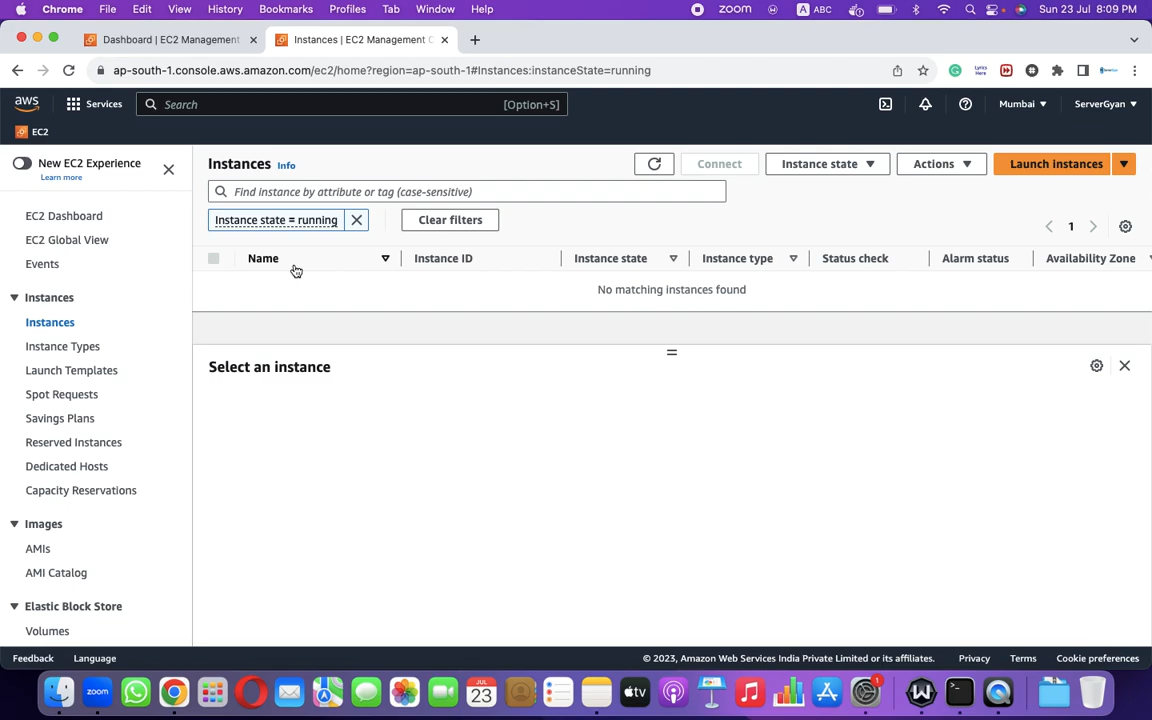 Chrome File Edit View History Bookmarks Profiles Tab Window Help zoom A ABC Sun 23 Jul 8:09 PM
Dashboard | EC2 Management Instances | EC2 Management C
ap-south-1.console.aws.amazon.com/ec2/home?region=ap-south-1#Instances:instanceState=running
aws Services Search [Option+S] Mumbai ServerGyan
EC2
New EC2 Experience
Learn more
EC2 Dashboard
EC2 Global View
Events
Instances
Instances
Instance Types
Launch Templates
Spot Requests
Savings Plans
Reserved Instances
Dedicated Hosts
Capacity Reservations
Images
AMIs
AMI Catalog
Elastic Block Store
Volumes
Instances Info Connect Instance state Actions Launch instances
Find instance by attribute or tag (case-sensitive)
Instance state = running Clear filters
1
Name Instance ID Instance state Instance type Status check Alarm status Availability Zone
No matching instances found
Select an instance
Feedback Language © 2023, Amazon Web Services India Private Limited or its affiliates. Privacy Terms Cookie preferences
zoom JUL 23 tv 1